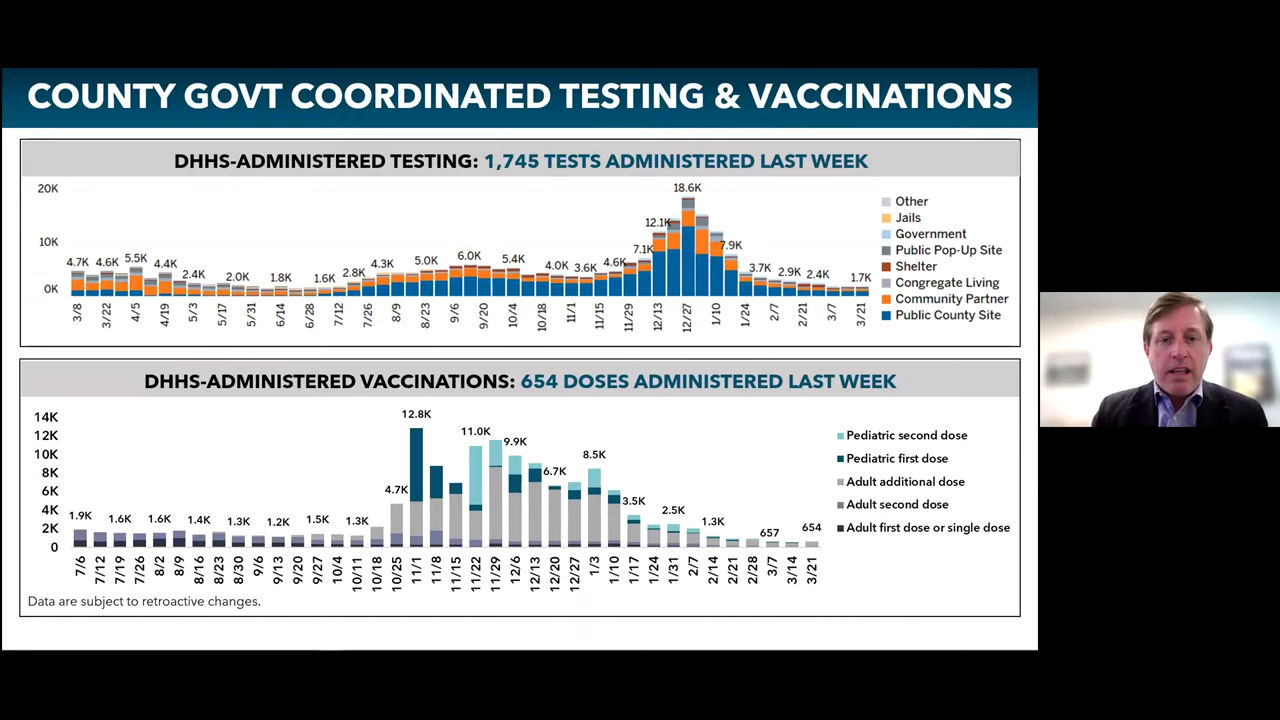 COUNTY GOVT COORDINATED TESTING & VACCINATIONS
DHHS-ADMINISTERED TESTING: 1,745 TESTS ADMINISTERED LAST WEEK
20K
10K
0K
4.7K 4.6K 5.5K 4.4K 2.4K 2.0K 1.8K 1.6K 2.8K 4.3K 5.0K 6.0K 5.4K 4.0K 3.6K 4.6K 7.1K 12.1K 18.6K 7.9K 3.7K 2.9K 2.4K 1.7K
3/8 3/22 4/5 4/19 5/3 5/17 5/31 6/14 6/28 7/12 7/26 8/9 8/23 9/6 9/20 10/4 10/18 11/1 11/15 11/29 12/13 12/27 1/10 1/24 2/7 2/21 3/7 3/21
Other
Jails
Government
Public Pop-Up Site
Shelter
Congregate Living
Community Partner
Public County Site
DHHS-ADMINISTERED VACCINATIONS: 654 DOSES ADMINISTERED LAST WEEK
14K
12K
10K
8K
6K
4K
2K
0
1.9K 1.6K 1.6K 1.4K 1.3K 1.2K 1.5K 1.3K 4.7K 12.8K 11.0K 9.9K 6.7K 8.5K 3.5K 2.5K 1.3K 657 654
7/6 7/12 7/19 7/26 8/2 8/9 8/16 8/23 8/30 9/6 9/13 9/20 9/27 10/4 10/11 10/18 10/25 11/1 11/8 11/15 11/22 11/29 12/6 12/13 12/20 12/27 1/3 1/10 1/17 1/24 1/31 2/7 2/14 2/21 2/28 3/7 3/14 3/21
Pediatric second dose
Pediatric first dose
Adult additional dose
Adult second dose
Adult first dose or single dose
Data are subject to retroactive changes.